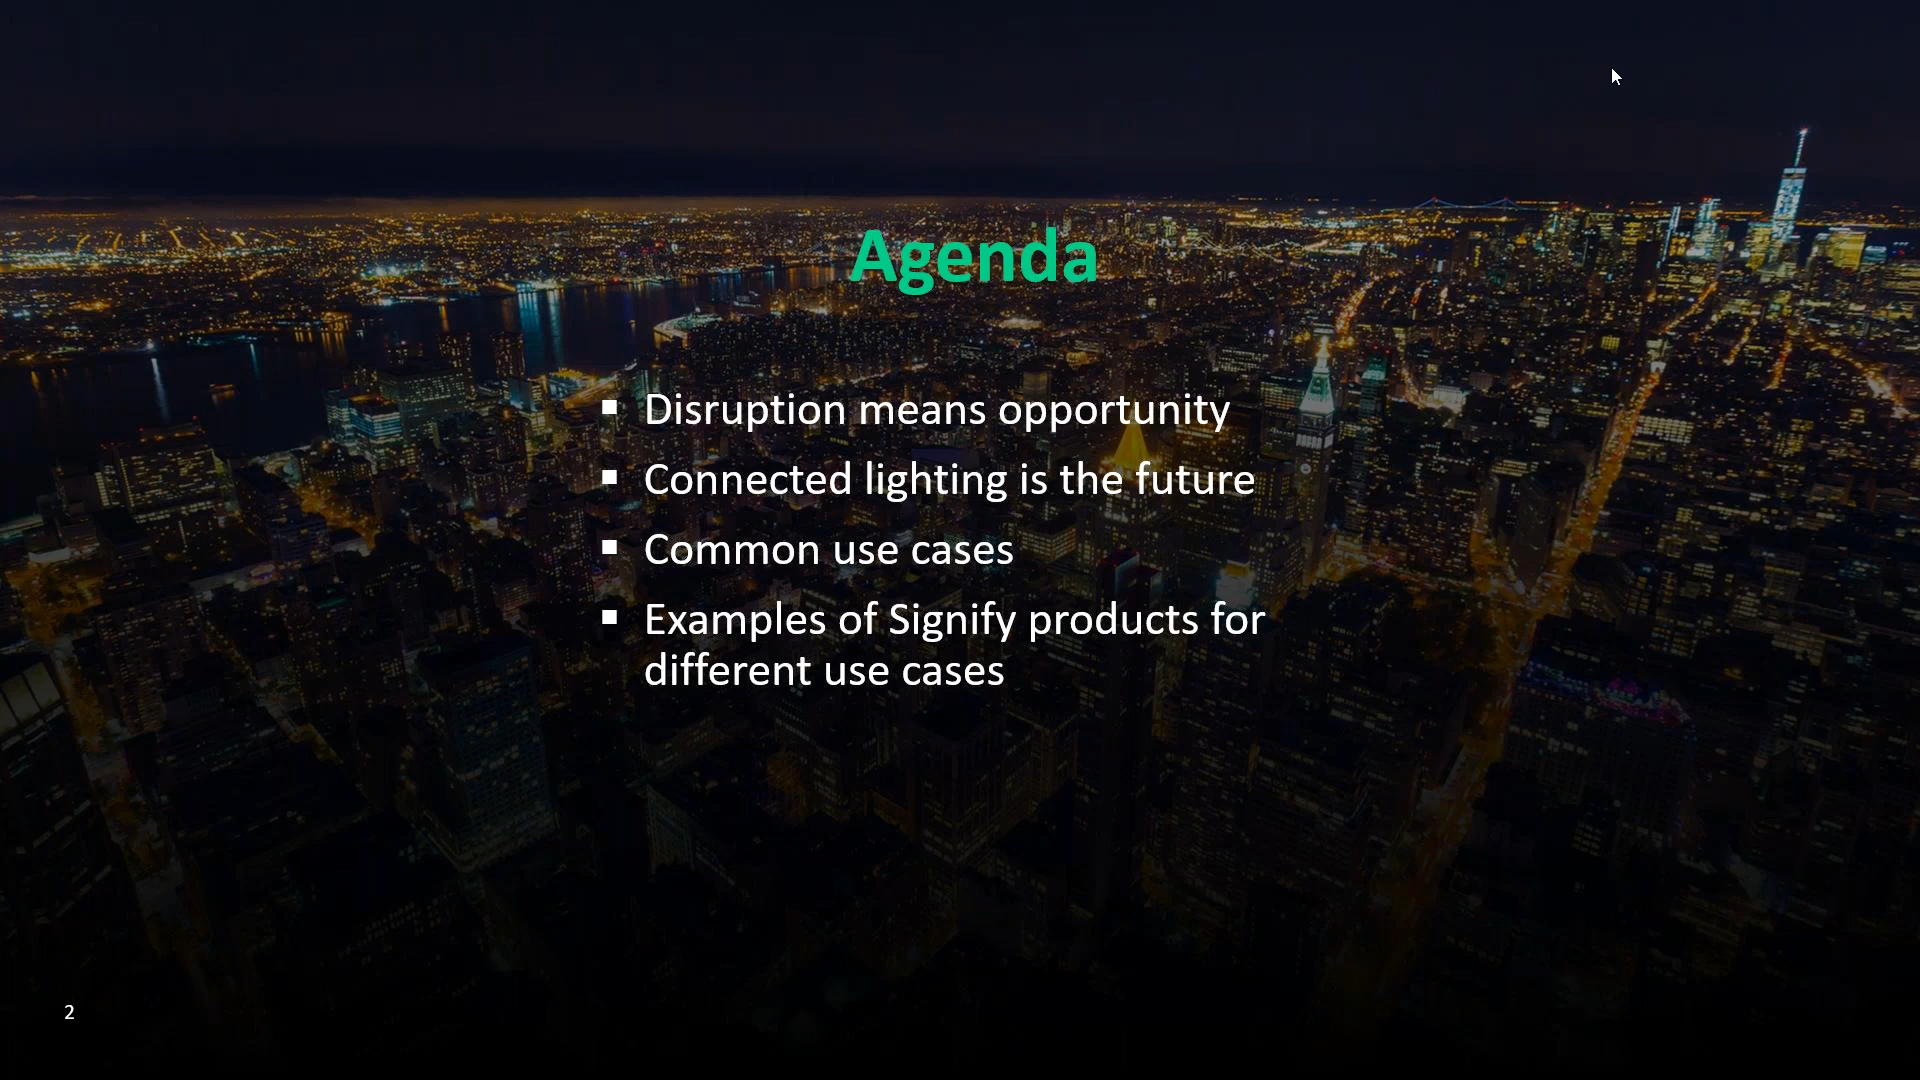 Agenda
▪ Disruption means opportunity
▪ Connected lighting is the future
▪ Common use cases
▪ Examples of Signify products for
different use cases
2